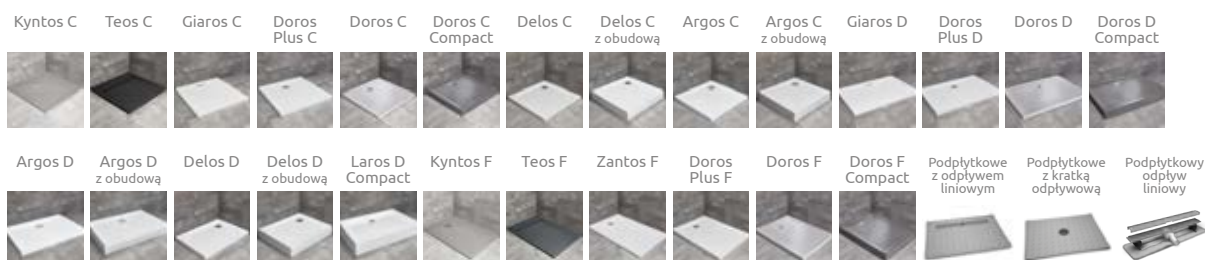 Kyntos C
Teos C
Giaros C
Doros
Plus C
Doros C
Doros C
Compact
Delos C
Delos C
z obudową
Argos C
Argos C
z obudową
Giaros D
Doros
Plus D
Doros D
Doros D
Compact
Argos D
Argos D
z obudową
Delos D
Delos D
z obudową
Laros D
Compact
Kyntos F
Teos F
Zantos F
Doros
Plus F
Doros F
Doros F
Compact
Podpłytkowe
z odpływem
liniowym
Podpłytkowe
z kratką
odpływową
Podpłytkowy
odpływ
liniowy